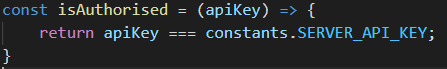 const isAuthorised = (apiKey) => {
    return apiKey === constants.SERVER_API_KEY;
}